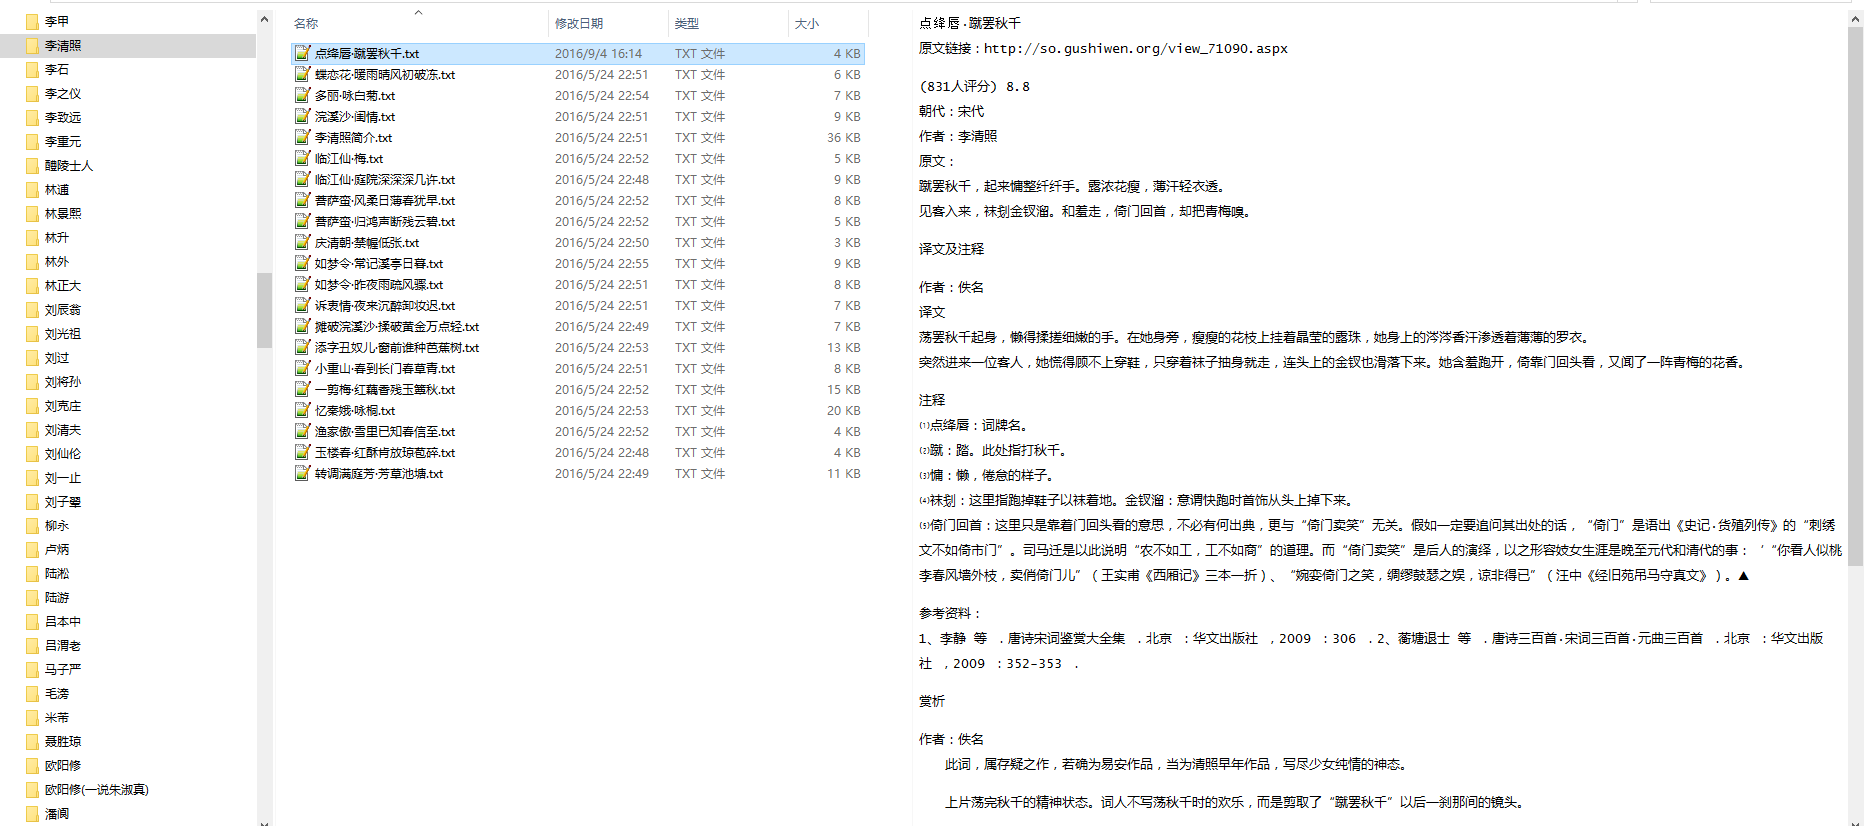 李甲
李清照
李石
李之仪
李致远
李重元
醴陵士人
林逋
林景熙
林升
林外
林正大
刘辰翁
刘光祖
刘过
刘将孙
刘克庄
刘清夫
刘仙伦
刘一止
刘子翚
柳永
卢炳
陆淞
陆游
吕本中
吕渭老
马子严
毛滂
米芾
聂胜琼
欧阳修
欧阳修(一说朱淑真)
潘阆
名称 修改日期 类型 大小
点绛唇·蹴罢秋千.txt 2016/9/4 16:14 TXT 文件 4 KB
蝶恋花·暖雨晴风初破冻.txt 2016/5/24 22:51 TXT 文件 6 KB
多丽·咏白菊.txt 2016/5/24 22:54 TXT 文件 7 KB
浣溪沙·闺情.txt 2016/5/24 22:51 TXT 文件 9 KB
李清照简介.txt 2016/5/24 22:51 TXT 文件 36 KB
临江仙·梅.txt 2016/5/24 22:52 TXT 文件 5 KB
临江仙·庭院深深深几许.txt 2016/5/24 22:48 TXT 文件 9 KB
菩萨蛮·风柔日薄春犹早.txt 2016/5/24 22:52 TXT 文件 8 KB
菩萨蛮·归鸿声断残云碧.txt 2016/5/24 22:51 TXT 文件 5 KB
庆清朝·禁幄低张.txt 2016/5/24 22:50 TXT 文件 3 KB
如梦令·常记溪亭日暮.txt 2016/5/24 22:55 TXT 文件 9 KB
如梦令·昨夜雨疏风骤.txt 2016/5/24 22:51 TXT 文件 8 KB
诉衷情·夜来沉醉卸妆迟.txt 2016/5/24 22:51 TXT 文件 7 KB
摊破浣溪沙·揉破黄金万点轻.txt 2016/5/24 22:49 TXT 文件 7 KB
添字丑奴儿·窗前谁种芭蕉树.txt 2016/5/24 22:53 TXT 文件 13 KB
小重山·春到长门春草青.txt 2016/5/24 22:51 TXT 文件 8 KB
一剪梅·红藕香残玉簟秋.txt 2016/5/24 22:52 TXT 文件 15 KB
忆秦娥·咏桐.txt 2016/5/24 22:53 TXT 文件 20 KB
渔家傲·雪里已知春信至.txt 2016/5/24 22:52 TXT 文件 4 KB
玉楼春·红酥肯放琼苞碎.txt 2016/5/24 22:48 TXT 文件 4 KB
转调满庭芳·芳草池塘.txt 2016/5/24 22:49 TXT 文件 11 KB
点绛唇·蹴罢秋千
原文链接：http://so.gushiwen.org/view_71090.aspx
(831人评分) 8.8
朝代：宋代
作者：李清照
原文：
蹴罢秋千，起来慵整纤纤手。露浓花瘦，薄汗轻衣透。
见客入来，袜刬金钗溜。和羞走，倚门回首，却把青梅嗅。
译文及注释
作者：佚名
译文
荡罢秋千起身，懒得揉搓细嫩的手。在她身旁，瘦瘦的花枝上挂着晶莹的露珠，她身上的涔涔香汗渗透着薄薄的罗衣。
突然进来一位客人，她慌得顾不上穿鞋，只穿着袜子抽身就走，连头上的金钗也滑落下来。她含羞跑开，倚靠门回头看，又闻了一阵青梅的花香。
注释
⑴点绛唇：词牌名。
⑵蹴：踏。此处指打秋千。
⑶慵：懒，倦怠的样子。
⑷袜刬：这里指跑掉鞋子以袜着地。金钗溜：意谓快跑时首饰从头上掉下来。
⑸倚门回首：这里只是靠着门回头看的意思，不必有何出典，更与“倚门卖笑”无关。假如一定要追问其出处的话，“倚门”是语出《史记·货殖列传》的“刺绣
文不如倚市门”。司马迁是以此说明“农不如工，工不如商”的道理。而“倚门卖笑”是后人的演绎，以之形容妓女生涯是晚至元代和清代的事：‘“你看人似桃
李春风墙外枝，卖俏倚门儿”（王实甫《西厢记》三本一折）、“婉娈倚门之笑，绸缪鼓瑟之娱，谅非得已”（汪中《经旧苑吊马守真文》）。▲
参考资料：
1、李静 等 ．唐诗宋词鉴赏大全集 ．北京 ：华文出版社 ，2009 ：306 ．2、蘅塘退士 等 ．唐诗三百首·宋词三百首·元曲三百首 ．北京 ：华文出版
社 ，2009 ：352-353 ．
赏析
作者：佚名
此词，属存疑之作，若确为易安作品，当为清照早年作品，写尽少女纯情的神态。
上片荡完秋千的精神状态。词人不写荡秋千时的欢乐，而是剪取了“蹴罢秋千”以后一刹那间的镜头。